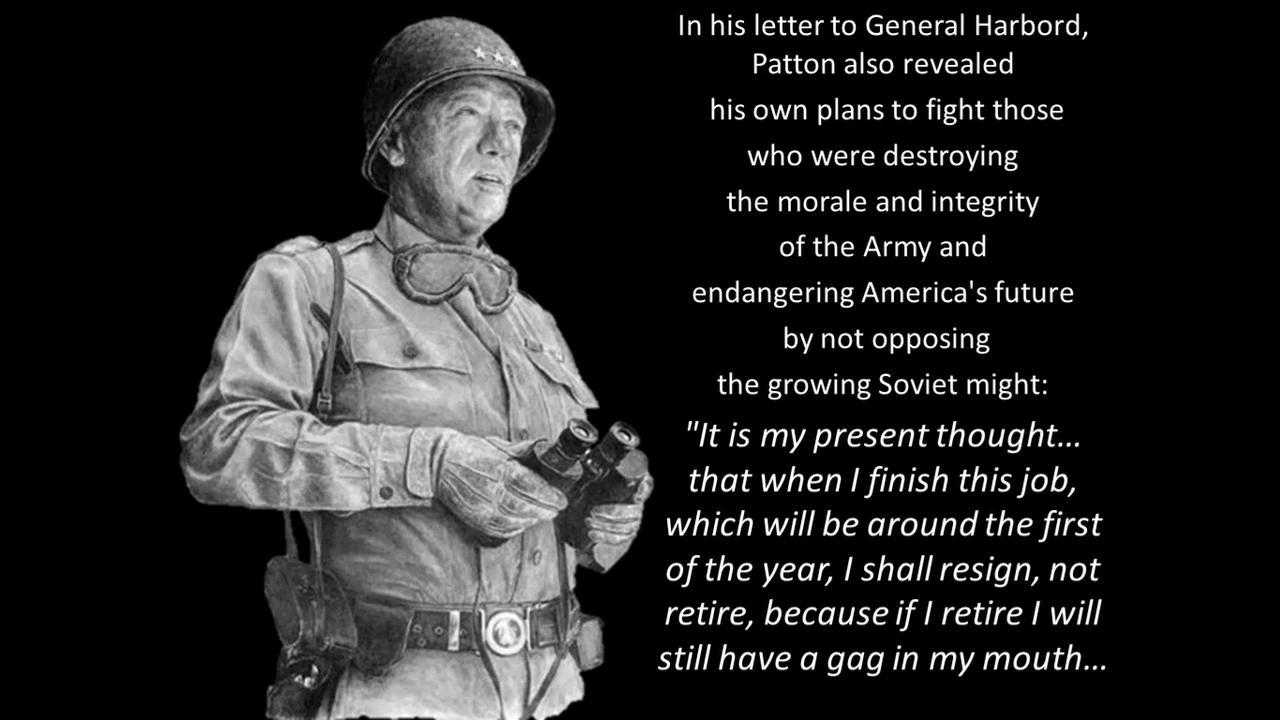 In his letter to General Harbord,
Patton also revealed
his own plans to fight those
who were destroying
the morale and integrity
of the Army and
endangering America's future
by not opposing
the growing Soviet might:
"It is my present thought...
that when I finish this job,
which will be around the first
of the year, I shall resign, not
retire, because if I retire I will
still have a gag in my mouth...